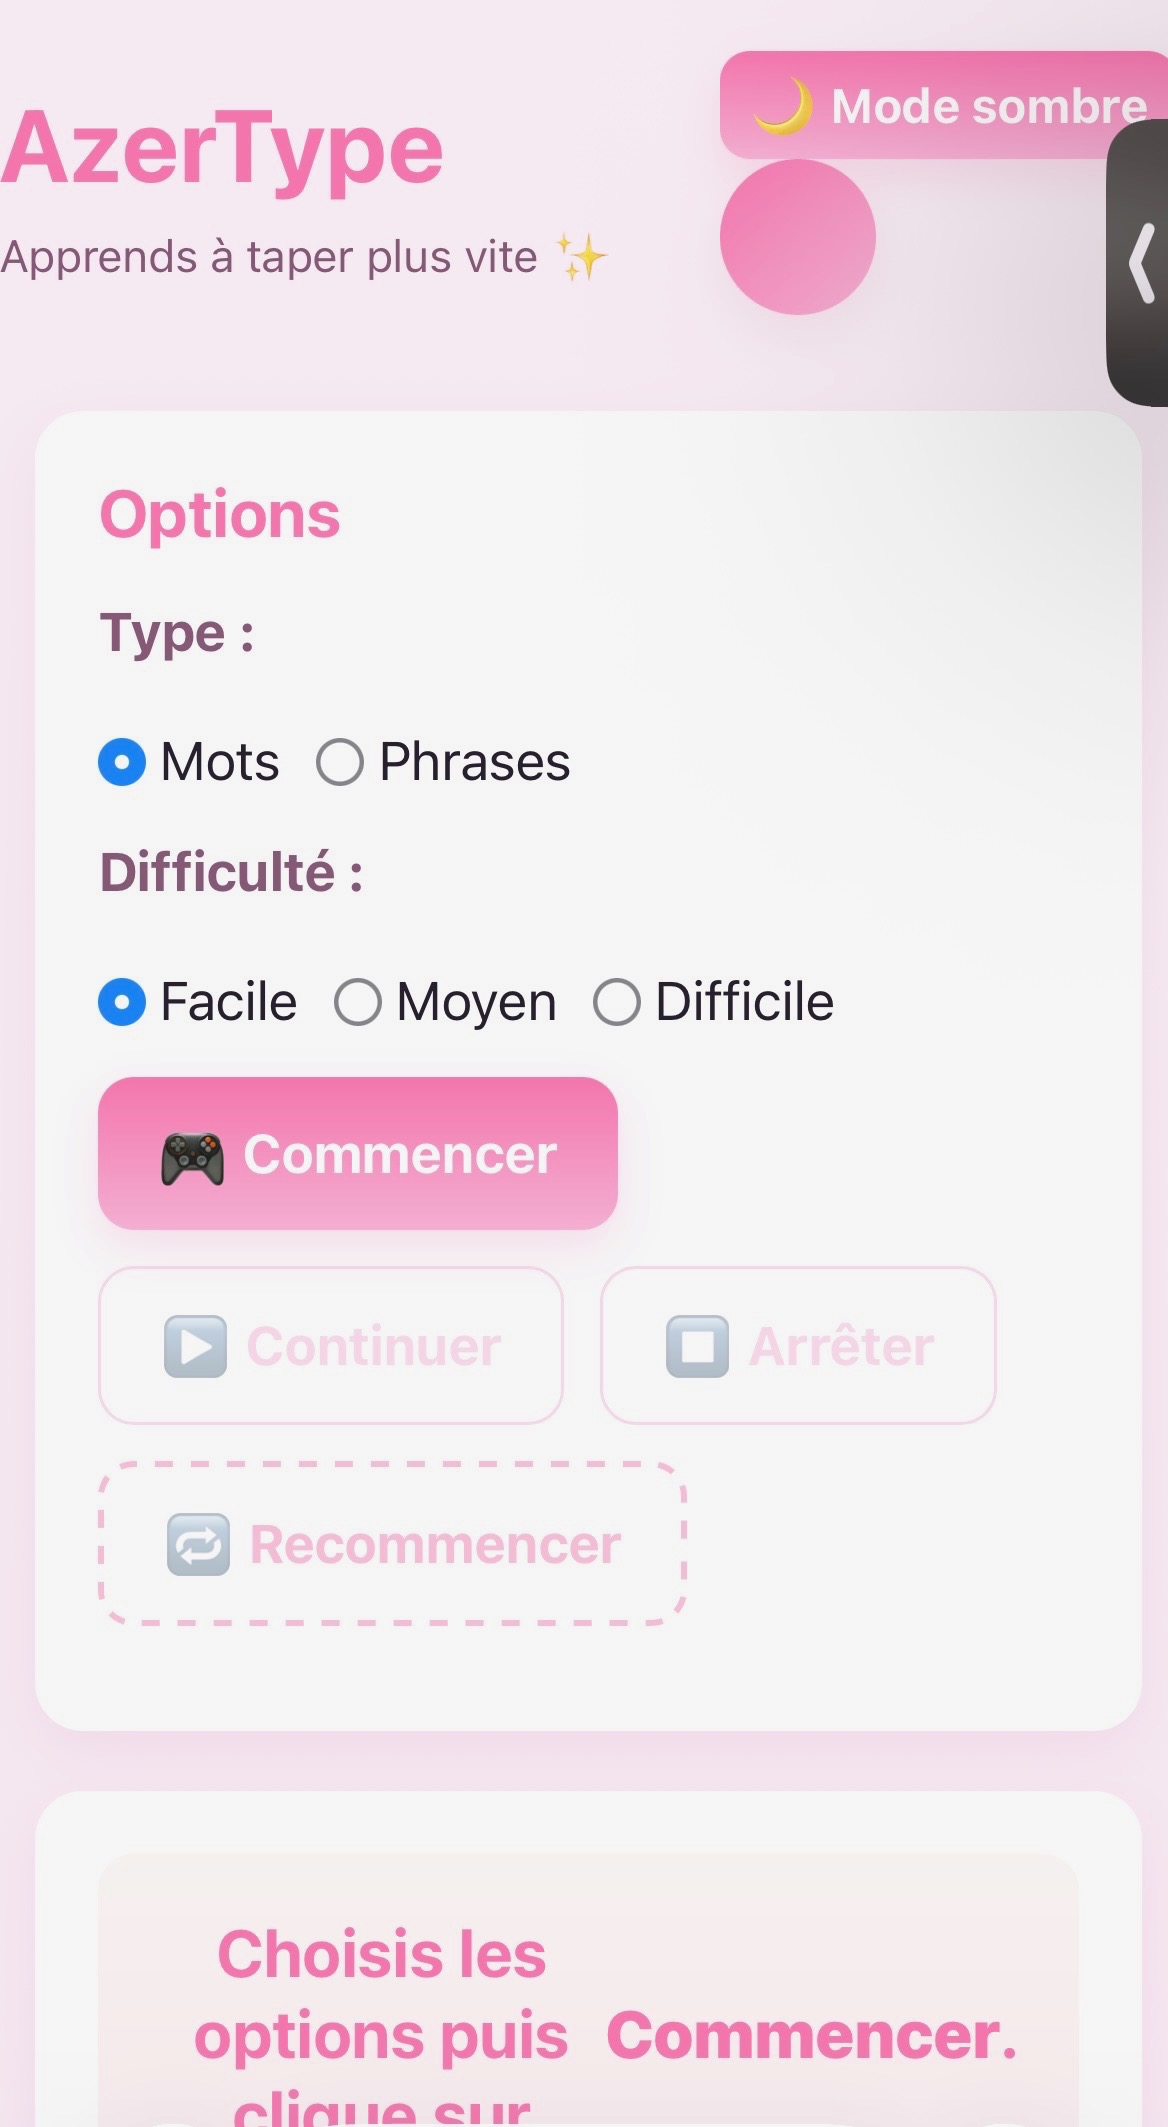 AzerType
🌙 Mode sombre
Apprends à taper plus vite ✨
Options
Type :
Mots Phrases
Difficulté :
Facile Moyen Difficile
🎮 Commencer
▶️ Continuer ⏹️ Arrêter
🔁 Recommencer
Choisis les
options puis Commencer.
clique sur